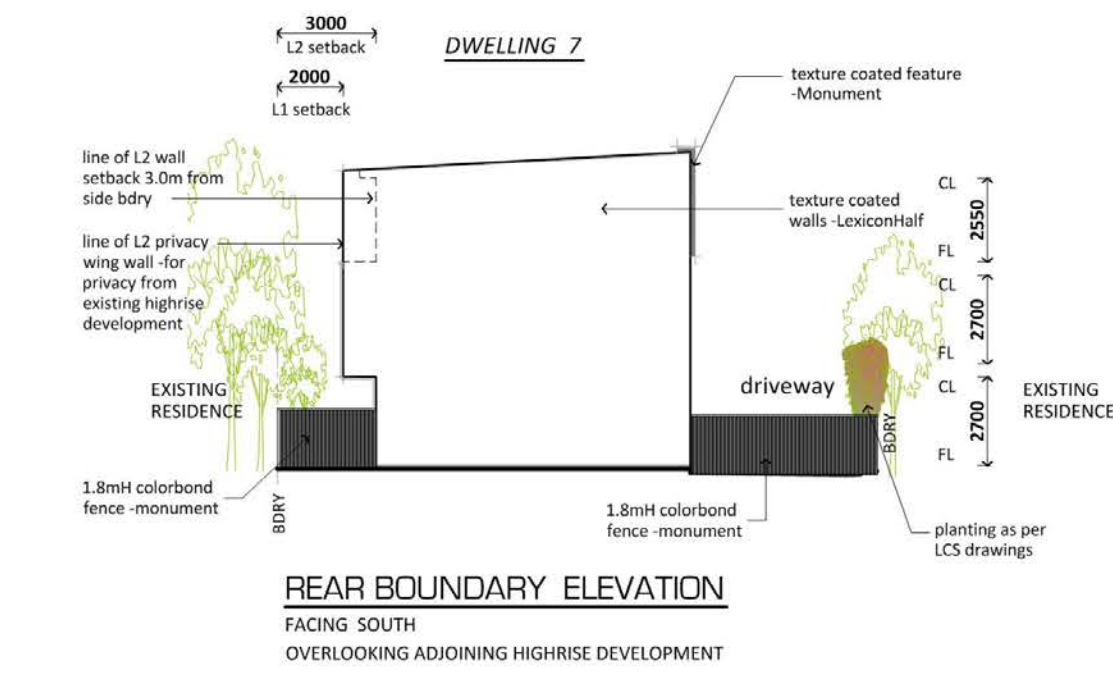 3000
L2 setback
DWELLING 7
2000
L1 setback
texture coated feature
-Monument
line of L2 wall
setback 3.0m from
side bdry
texture coated
walls -LexiconHalf
line of L2 privacy
wing wall -for
privacy from
existing highrise
development
CL
2550
FL
CL
2700
FL
CL
2700
FL
EXISTING
RESIDENCE
driveway
EXISTING
RESIDENCE
BDRY
1.8mH colorbond
fence -monument
BDRY
1.8mH colorbond
fence -monument
planting as per
LCS drawings
REAR BOUNDARY ELEVATION
FACING SOUTH
OVERLOOKING ADJOINING HIGHRISE DEVELOPMENT